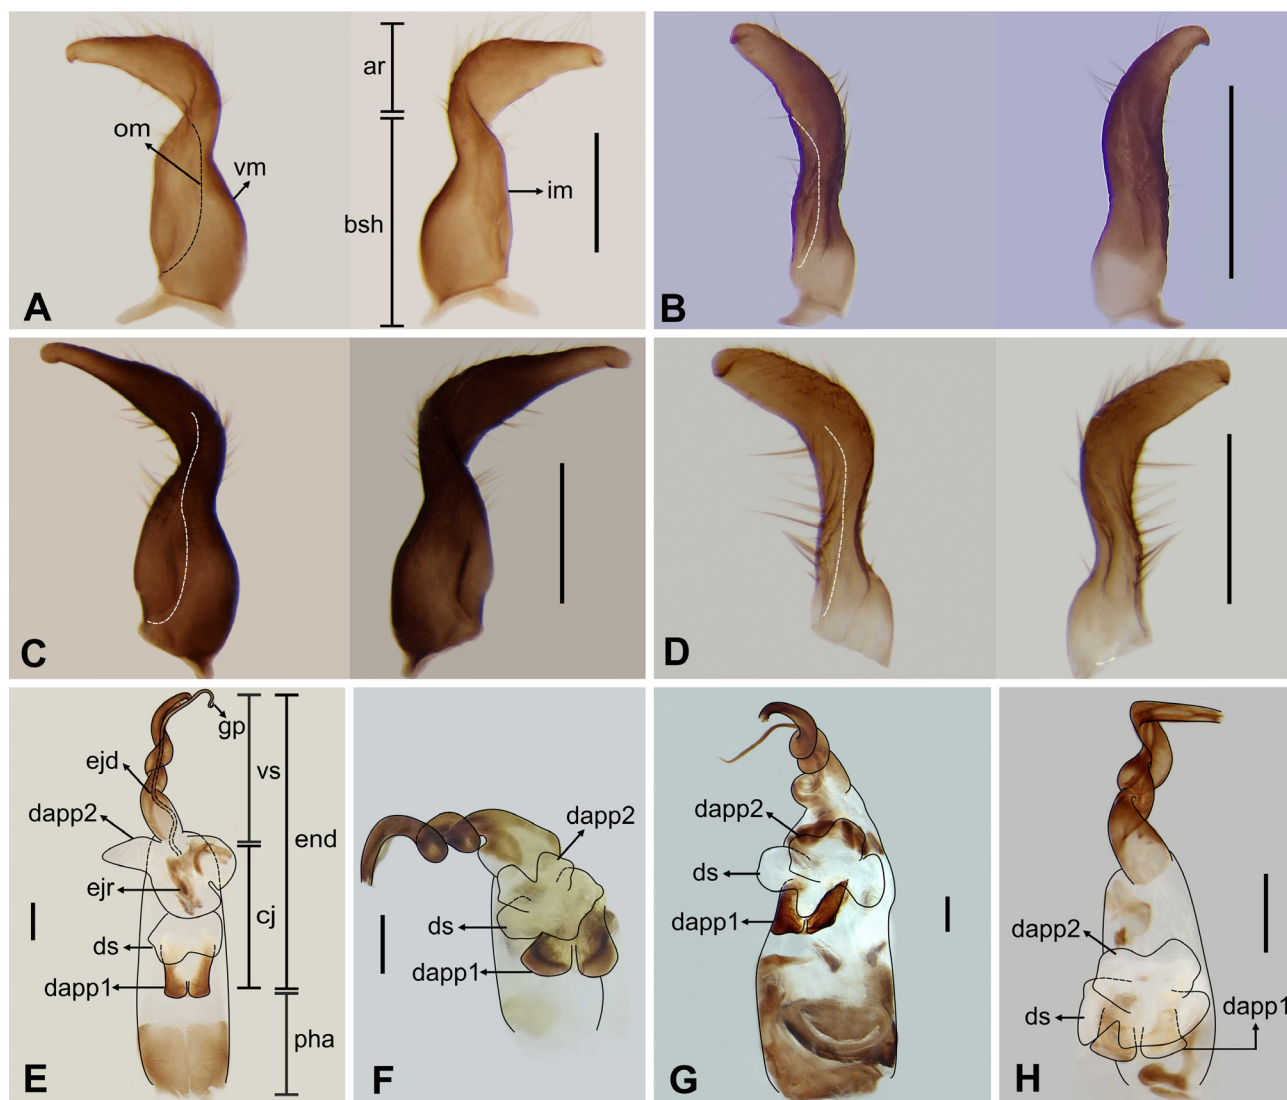 ar
om
vm
im
bsh
A
B
C
D
gp
ejd
vs
dapp2
end
ejr
cj
ds
dapp1
pha
E
dapp2
ds
dapp1
F
dapp2
ds
dapp1
G
dapp2
ds
dapp1
H